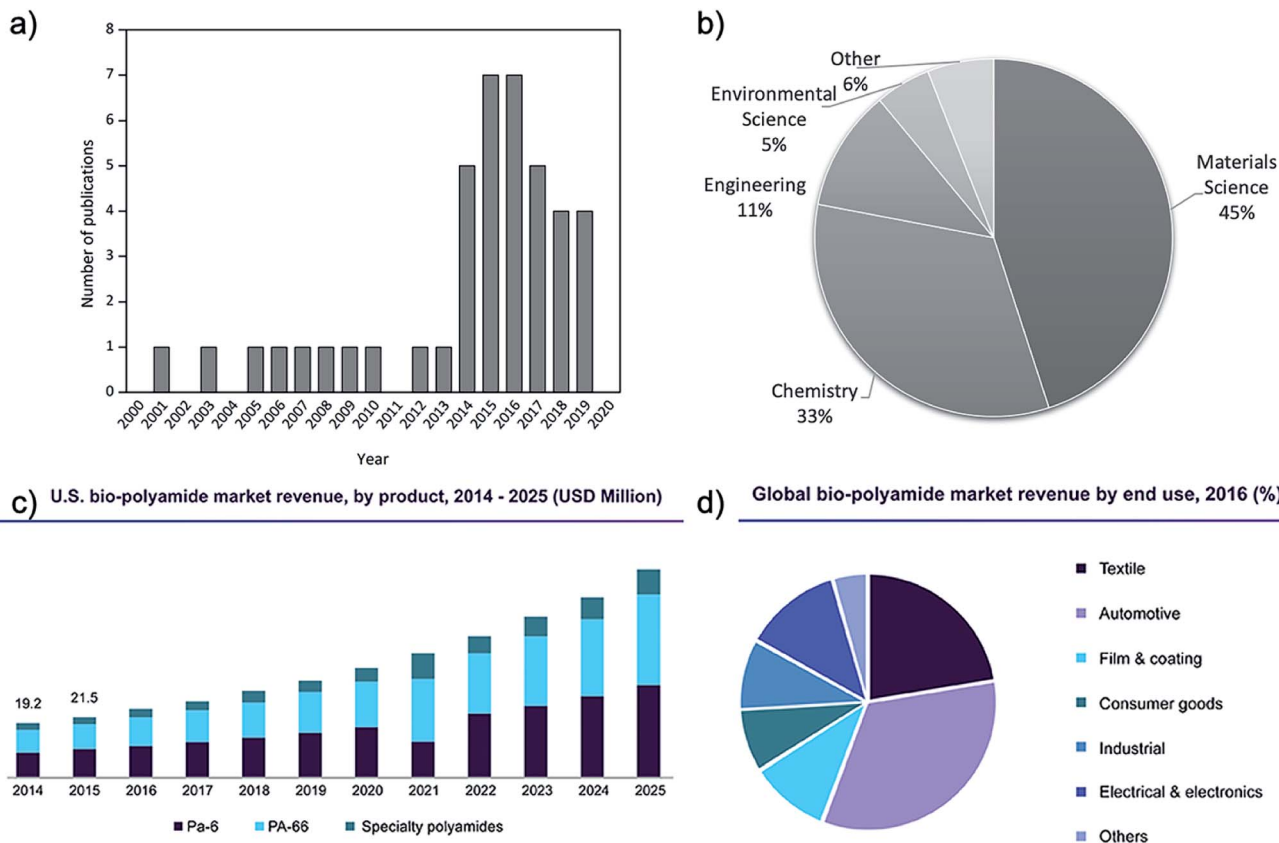 a)
8
7
6
5
4
3
2
1
0
Number of publications
2000 2001 2002 2003 2004 2005 2006 2007 2008 2009 2010 2011 2012 2013 2014 2015 2016 2017 2018 2019 2020
Year
b)
Other
6%
Environmental
Science
5%
Engineering
11%
Chemistry
33%
Materials
Science
45%
c)
U.S. bio-polyamide market revenue, by product, 2014 - 2025 (USD Million)
19.2
21.5
2014 2015 2016 2017 2018 2019 2020 2021 2022 2023 2024 2025
Pa-6 PA-66 Specialty polyamides
d)
Global bio-polyamide market revenue by end use, 2016 (%)
Textile
Automotive
Film & coating
Consumer goods
Industrial
Electrical & electronics
Others